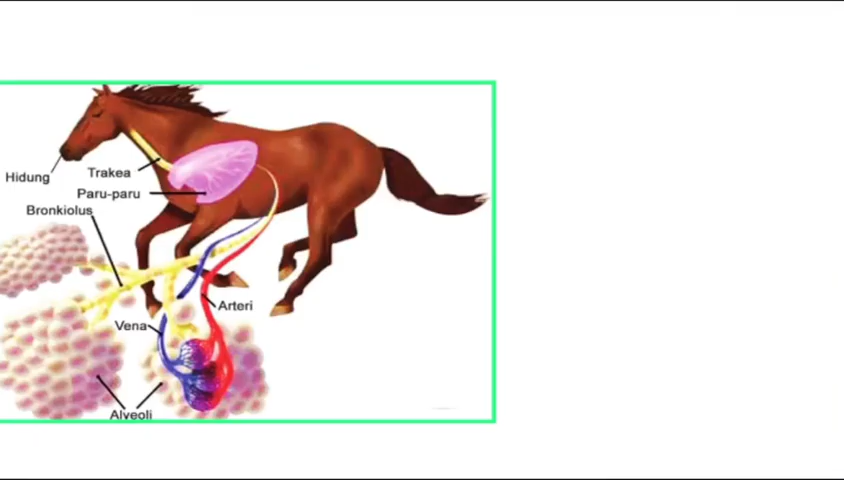 Hidung
Trakea
Paru-paru
Bronkiolus
Arteri
Vena
Alveoli